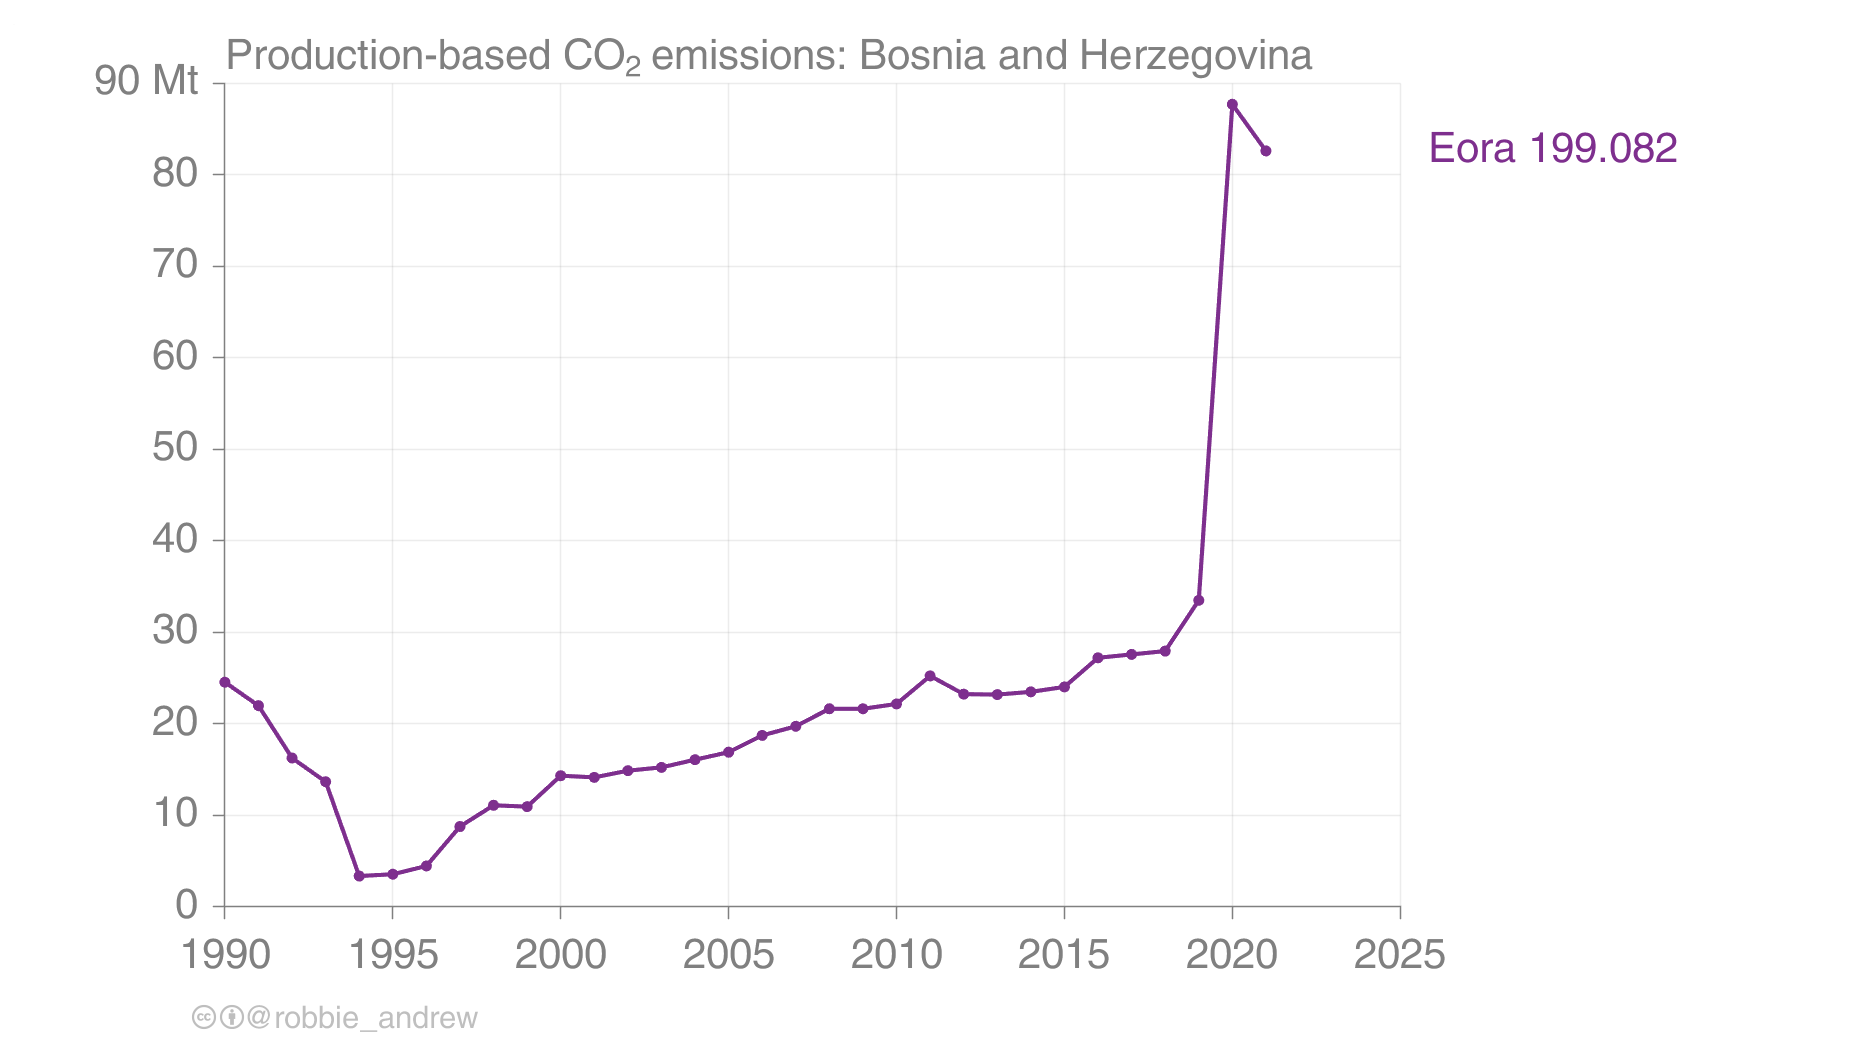 Production-based CO₂ emissions: Bosnia and Herzegovina
90 Mt
80
70
60
50
40
30
20
10
0
1990 1995 2000 2005 2010 2015 2020 2025
Eora 199.082
cc @robbie_andrew